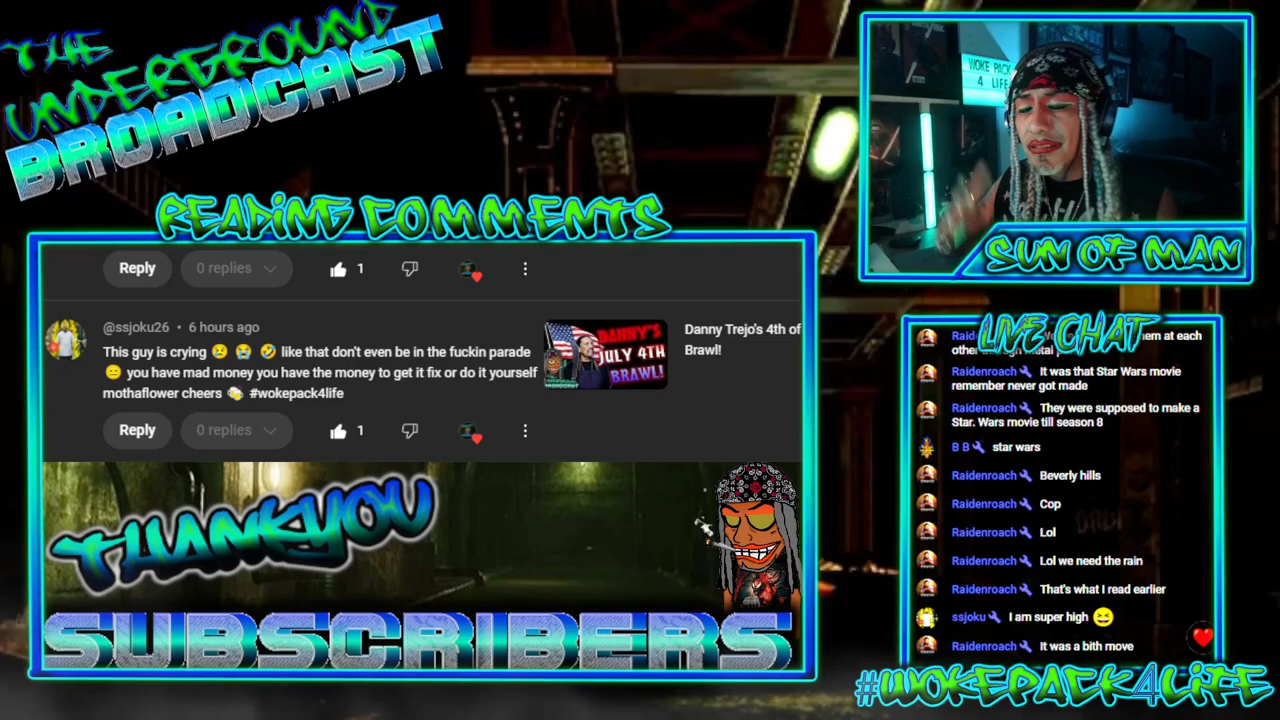 THE
UNDERGROUND
BROADCAST
READING COMMENTS
Reply 0 replies 1
@ssjoku26 • 6 hours ago
This guy is crying 😢 😭 🤣 like that don't even be in the fuckin parade
😑 you have mad money you have the money to get it fix or do it yourself
mothaflower cheers 🍻 #wokepack4life
DANNY'S
JULY 4TH
BRAWL!
Danny Trejo's 4th of
Brawl!
Reply 0 replies 1
THANKYOU
SUBSCRIBERS
WOKE PACK
4 LIFE
SUN OF MAN
LIVE CHAT
Raidenroach It was that Star Wars movie
remember never got made
Raidenroach They were supposed to make a
Star. Wars movie till season 8
B B star wars
Raidenroach Beverly hills
Raidenroach Cop
Raidenroach Lol
Raidenroach Lol we need the rain
Raidenroach That's what I read earlier
ssjoku I am super high 😆
Raidenroach It was a bith move
#WOKEPACK4LIFE